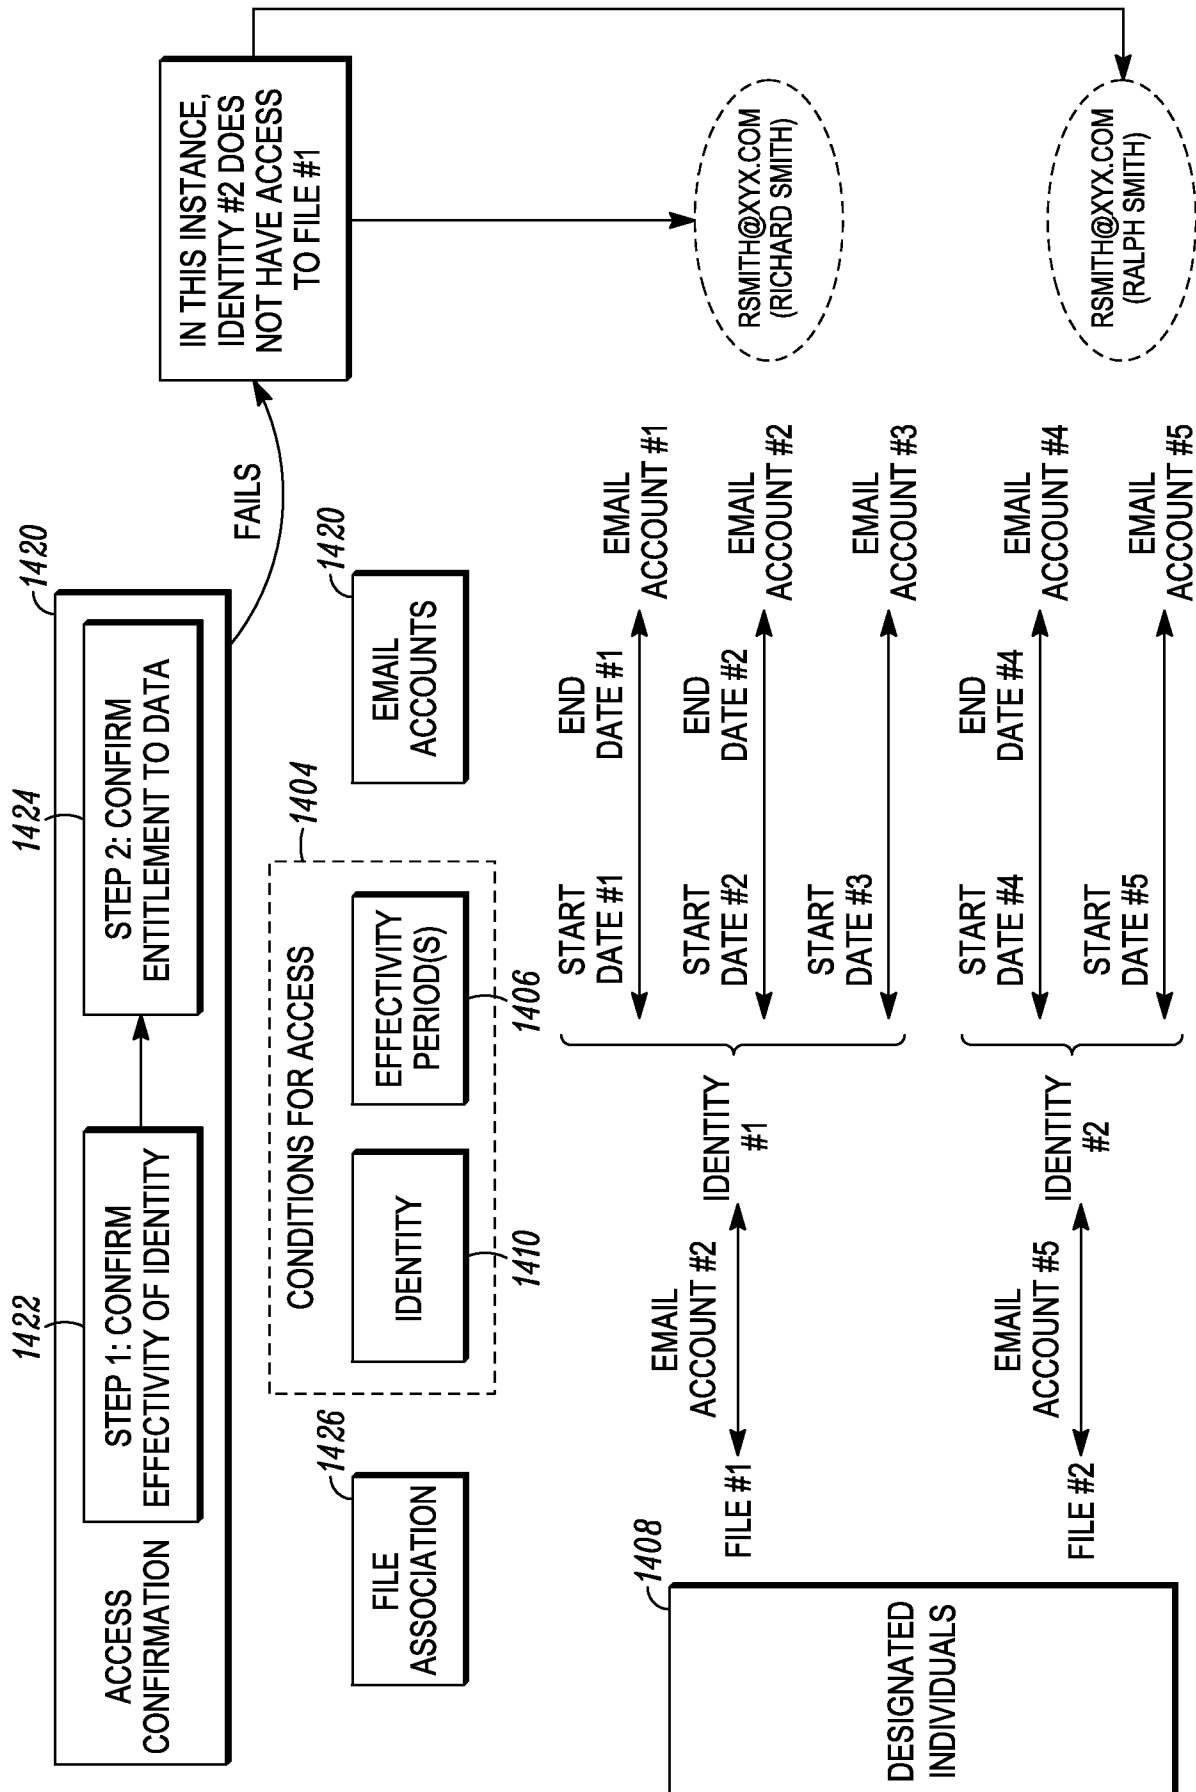 1420
1422
1424
ACCESS
CONFIRMATION
STEP 1: CONFIRM
EFFECTIVITY OF IDENTITY
STEP 2: CONFIRM
ENTITLEMENT TO DATA
FAILS
IN THIS INSTANCE,
IDENTITY #2 DOES
NOT HAVE ACCESS
TO FILE #1
1426
FILE
ASSOCIATION
1404
CONDITIONS FOR ACCESS
IDENTITY
1410
EFFECTIVITY
PERIOD(S)
1406
1420
EMAIL
ACCOUNTS
1408
DESIGNATED
INDIVIDUALS
FILE #1
EMAIL
ACCOUNT #2
IDENTITY
#1
START
DATE #1
END
DATE #1
EMAIL
ACCOUNT #1
START
DATE #2
END
DATE #2
EMAIL
ACCOUNT #2
START
DATE #3
EMAIL
ACCOUNT #3
RSMITH@XYX.COM
(RICHARD SMITH)
FILE #2
EMAIL
ACCOUNT #5
IDENTITY
#2
START
DATE #4
END
DATE #4
EMAIL
ACCOUNT #4
START
DATE #5
EMAIL
ACCOUNT #5
RSMITH@XYX.COM
(RALPH SMITH)